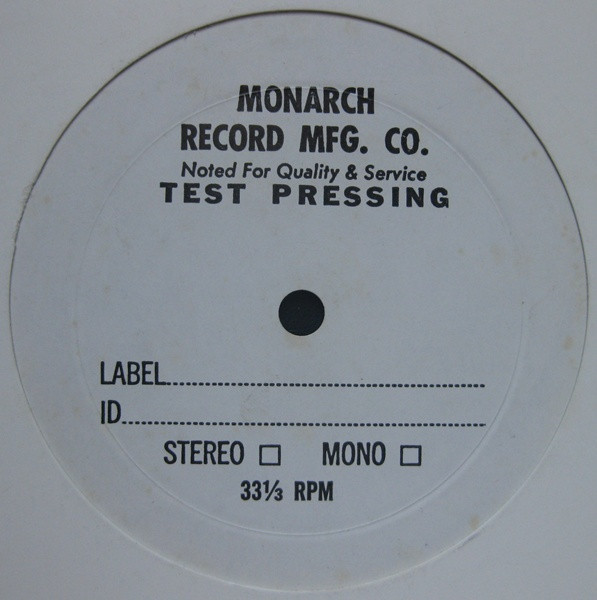 MONARCH
RECORD MFG. CO.
Noted For Quality & Service
TEST PRESSING
LABEL
ID
STEREO □ MONO □
33⅓ RPM